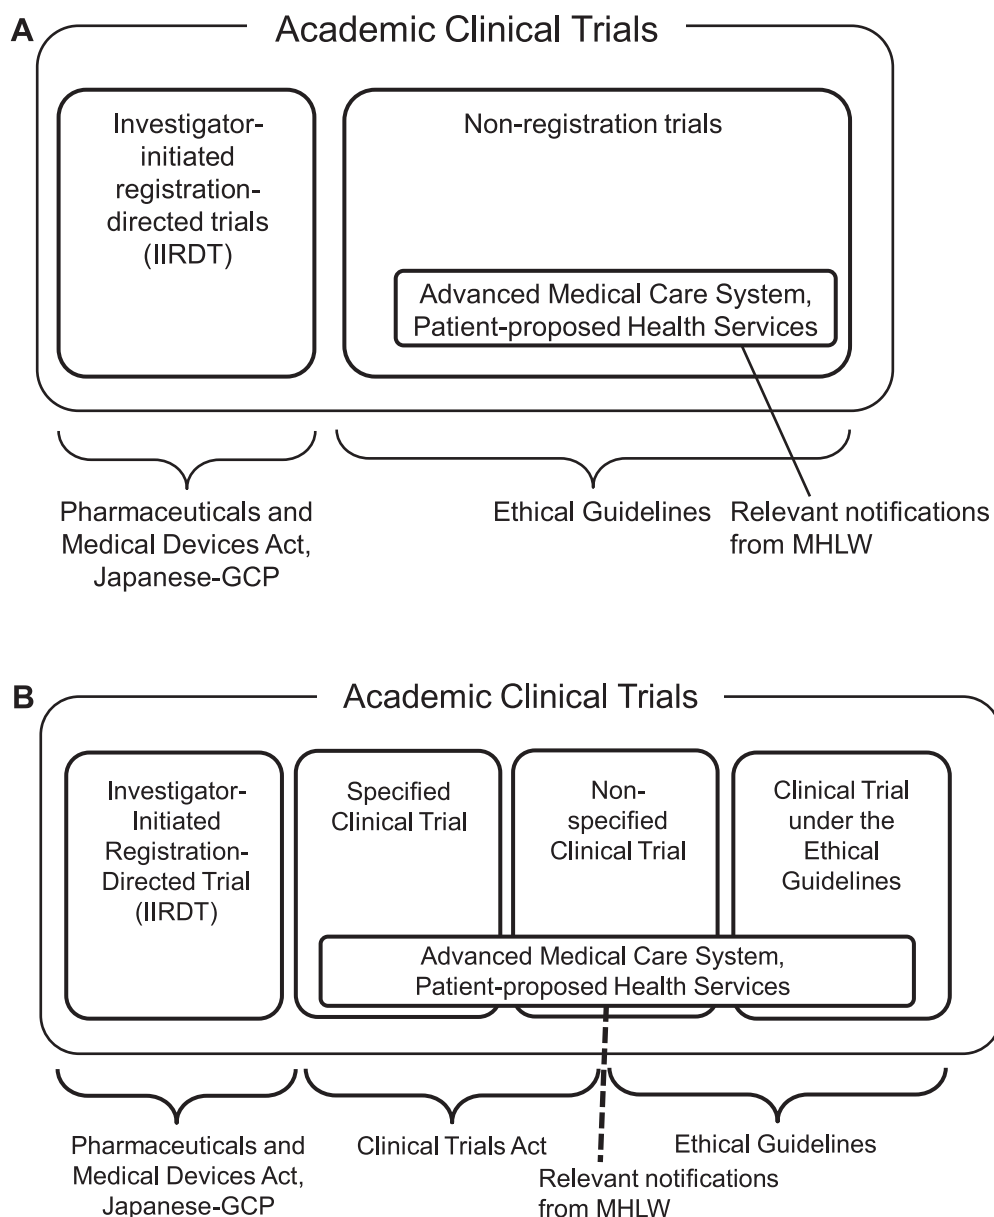 A
Academic Clinical Trials
Investigator-
initiated
registration-
directed trials
(IIRDT)
Non-registration trials
Advanced Medical Care System,
Patient-proposed Health Services
Pharmaceuticals and
Medical Devices Act,
Japanese-GCP
Ethical Guidelines
Relevant notifications
from MHLW
B
Academic Clinical Trials
Investigator-
Initiated
Registration-
Directed Trial
(IIRDT)
Specified
Clinical Trial
Non-
specified
Clinical Trial
Clinical Trial
under the
Ethical
Guidelines
Advanced Medical Care System,
Patient-proposed Health Services
Pharmaceuticals and
Medical Devices Act,
Japanese-GCP
Clinical Trials Act
Relevant notifications
from MHLW
Ethical Guidelines